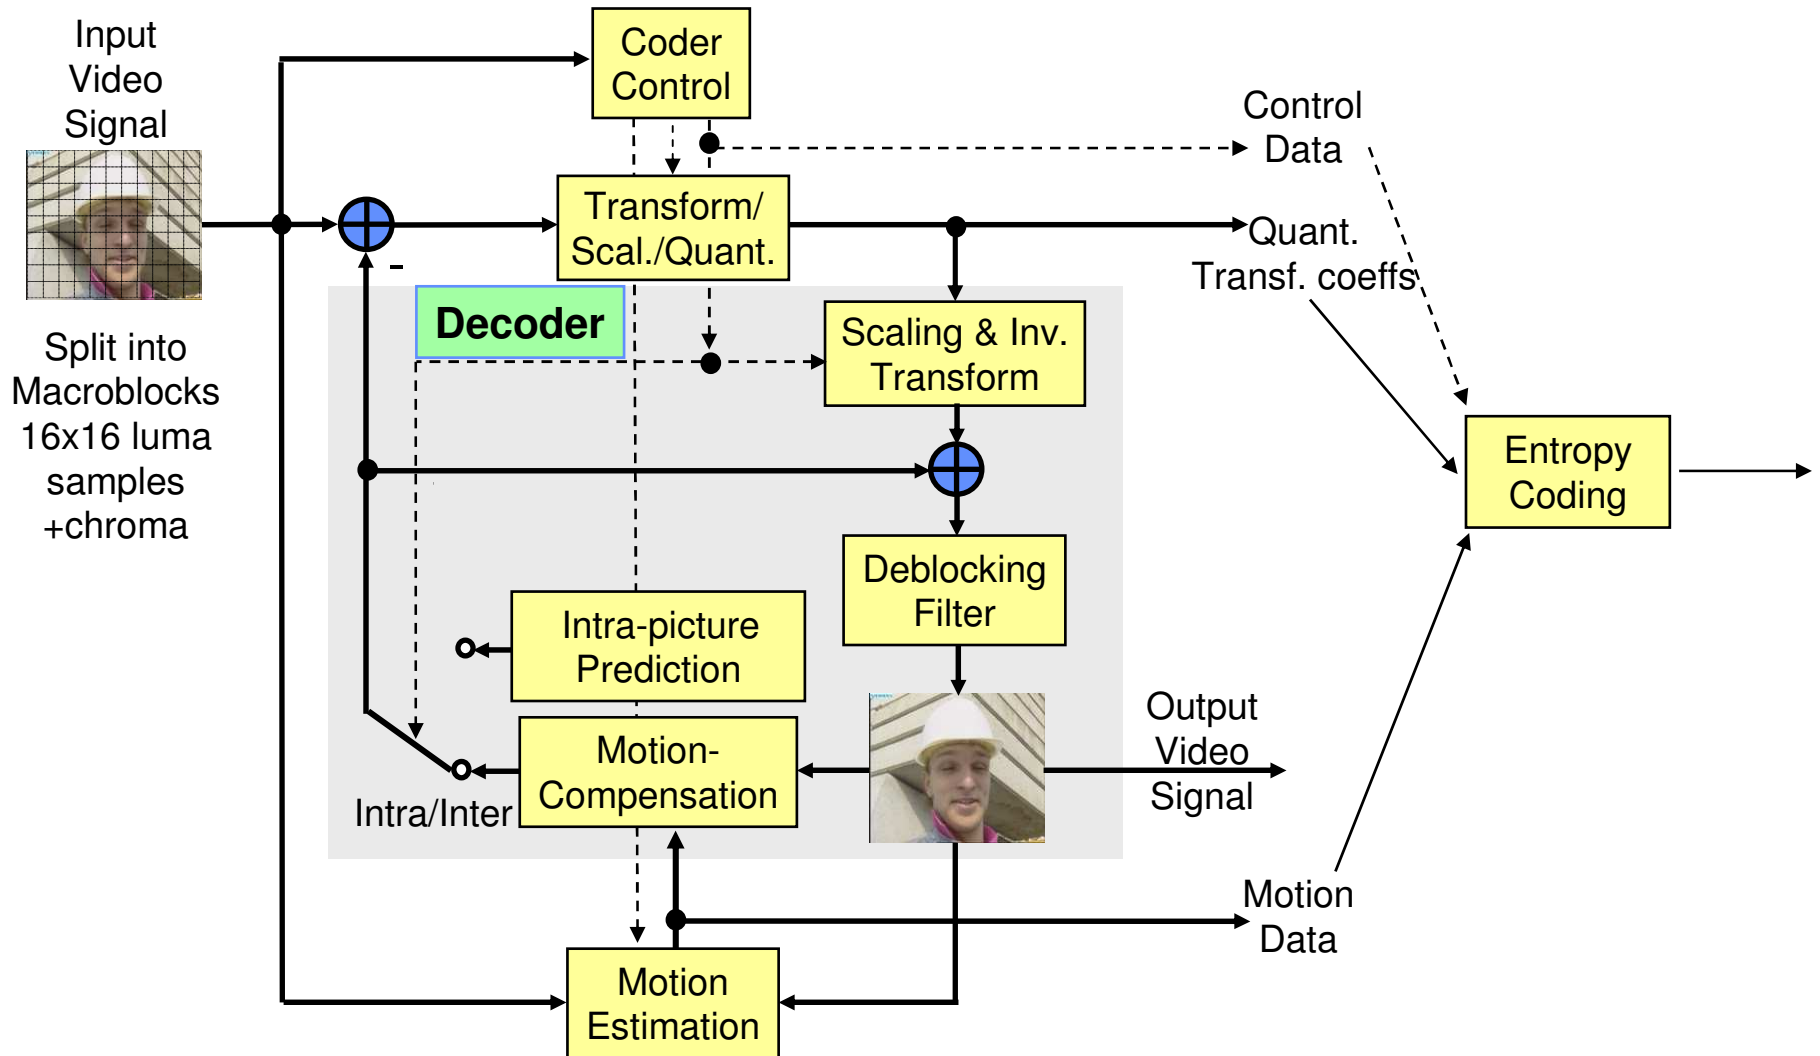 Input
Video
Signal
Coder
Control
Control
Data
Transform/
Scal./Quant.
Quant.
Transf. coeffs
-
Decoder
Scaling & Inv.
Transform
Split into
Macroblocks
16x16 luma
samples
+chroma
Entropy
Coding
Deblocking
Filter
Intra-picture
Prediction
Motion-
Compensation
Intra/Inter
Output
Video
Signal
Motion
Data
Motion
Estimation